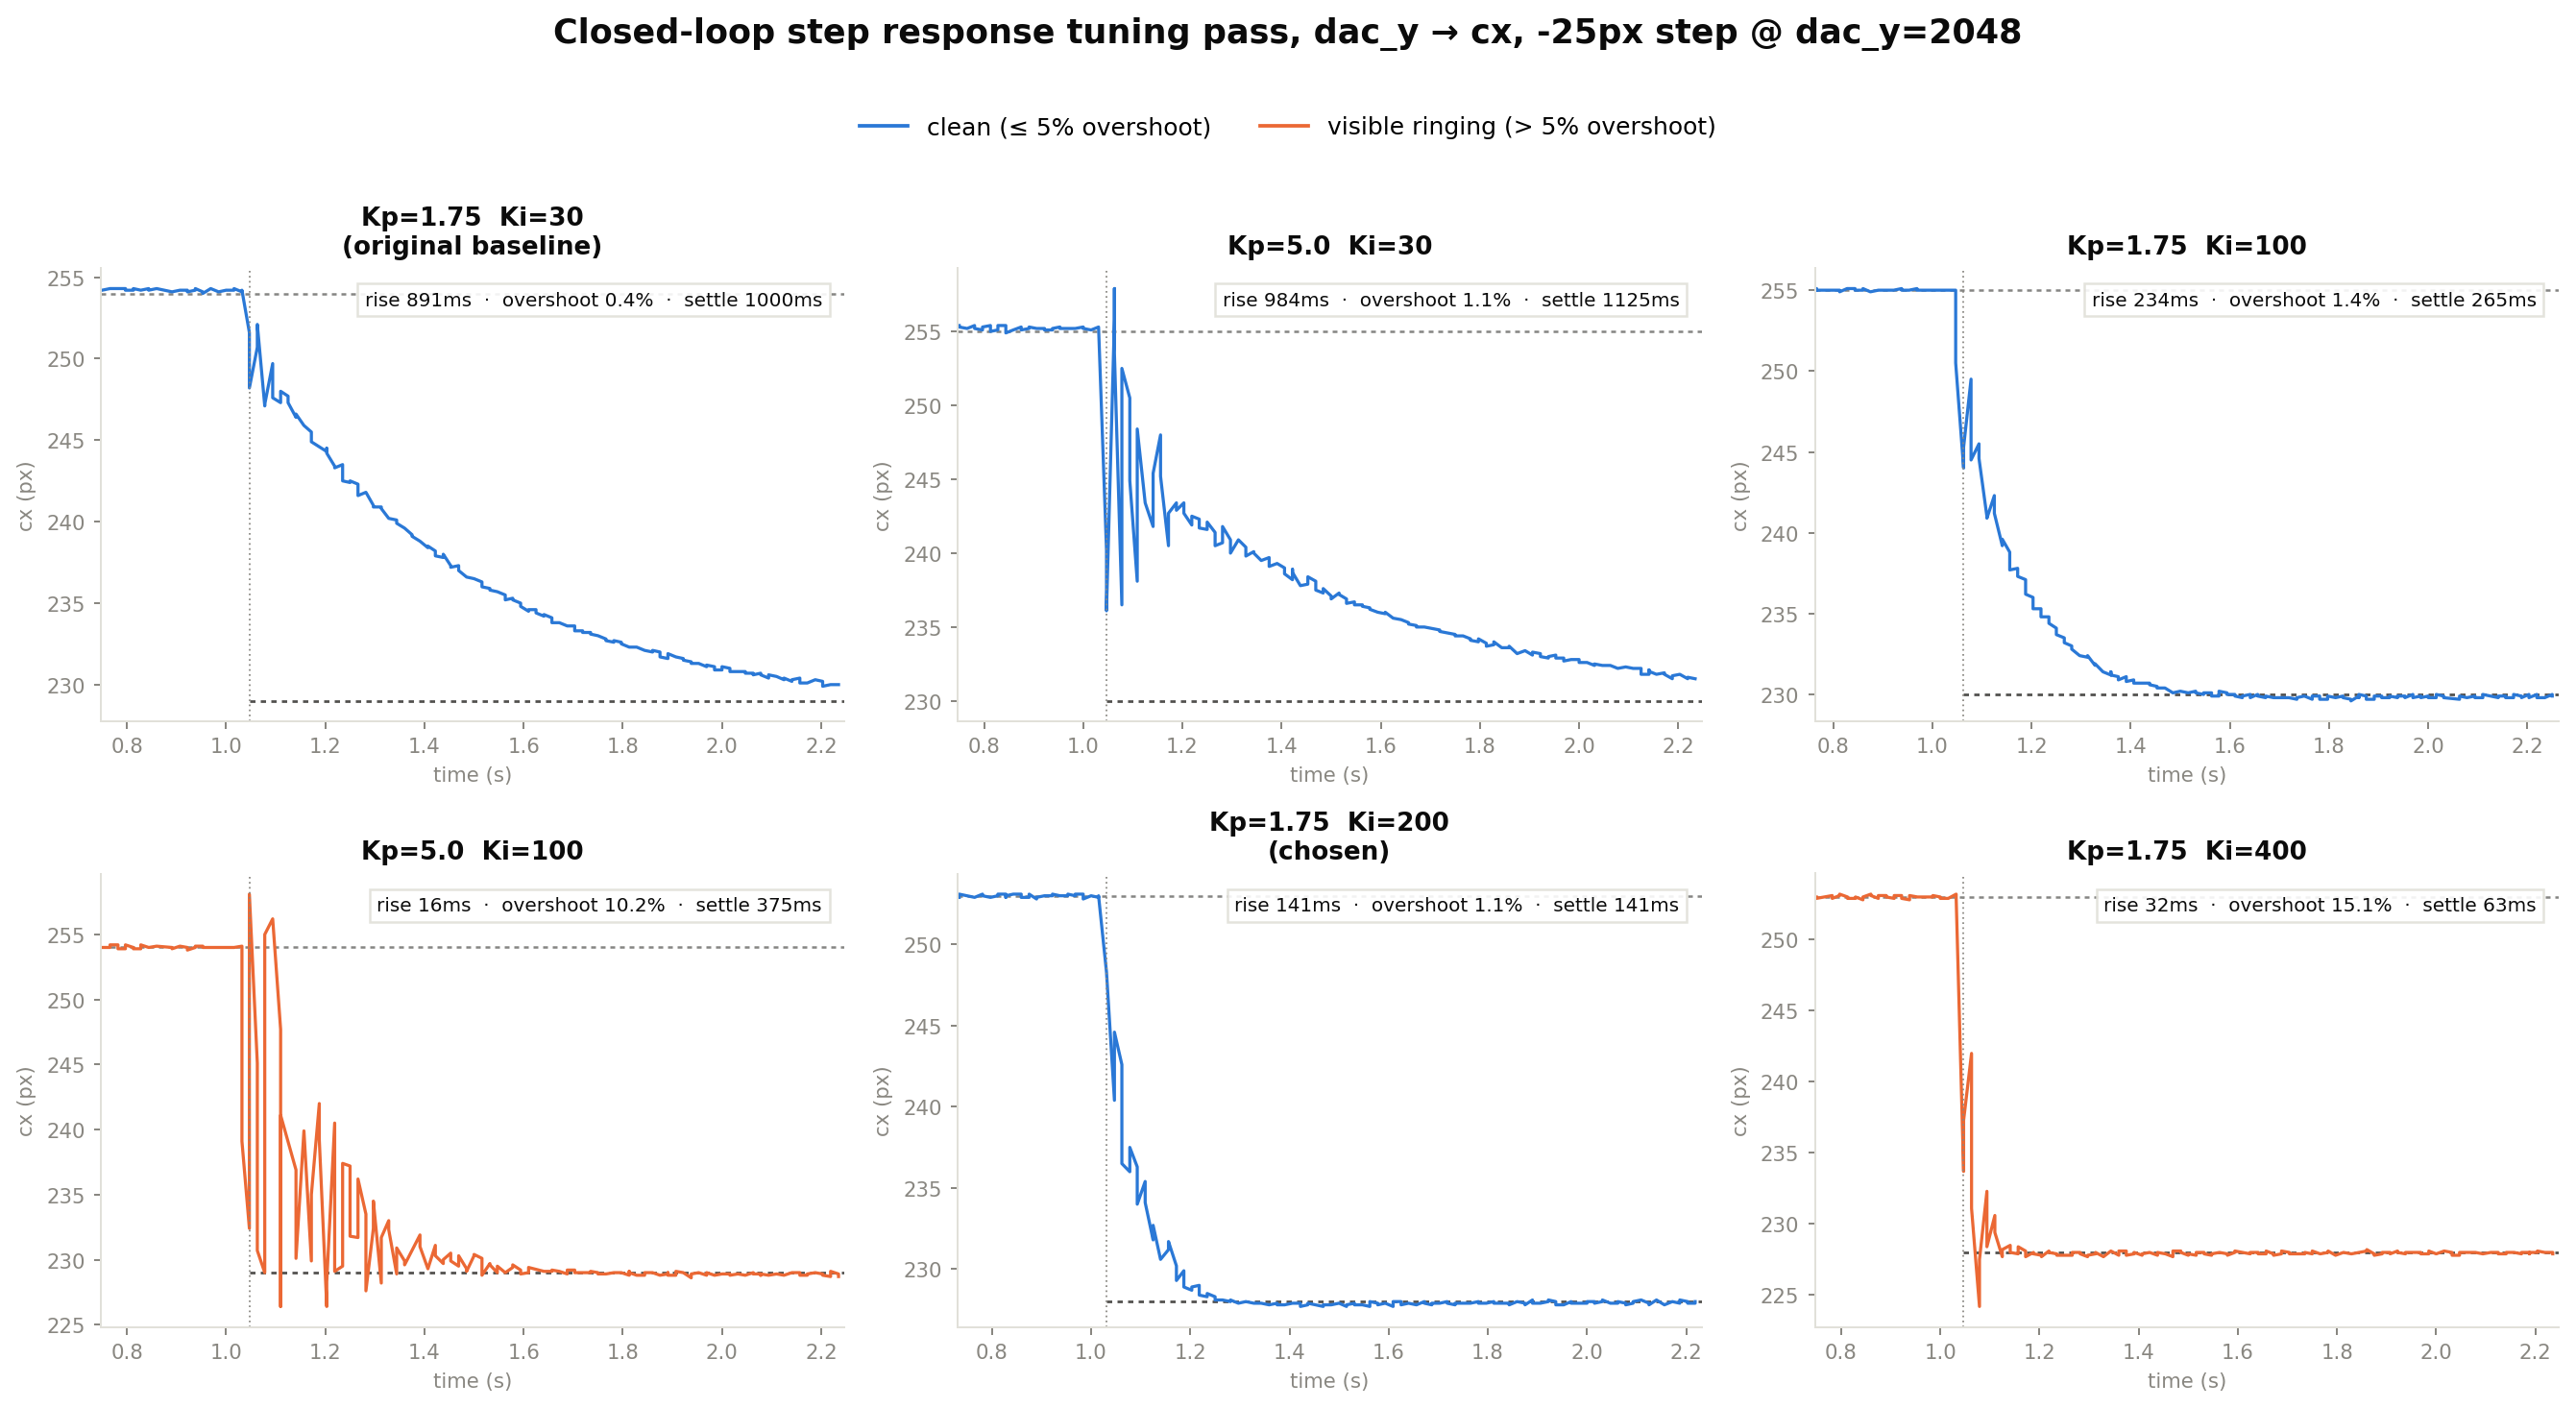 Closed-loop step response tuning pass, dac_y → cx, -25px step @ dac_y=2048
clean (≤ 5% overshoot)
visible ringing (> 5% overshoot)
Kp=1.75  Ki=30
(original baseline)
rise 891ms  ·  overshoot 0.4%  ·  settle 1000ms
255
250
245
240
235
230
cx (px)
0.8 1.0 1.2 1.4 1.6 1.8 2.0 2.2
time (s)
Kp=5.0  Ki=30
rise 984ms  ·  overshoot 1.1%  ·  settle 1125ms
255
250
245
240
235
230
cx (px)
0.8 1.0 1.2 1.4 1.6 1.8 2.0 2.2
time (s)
Kp=1.75  Ki=100
rise 234ms  ·  overshoot 1.4%  ·  settle 265ms
255
250
245
240
235
230
cx (px)
0.8 1.0 1.2 1.4 1.6 1.8 2.0 2.2
time (s)
Kp=5.0  Ki=100
rise 16ms  ·  overshoot 10.2%  ·  settle 375ms
255
250
245
240
235
230
225
cx (px)
0.8 1.0 1.2 1.4 1.6 1.8 2.0 2.2
time (s)
Kp=1.75  Ki=200
(chosen)
rise 141ms  ·  overshoot 1.1%  ·  settle 141ms
250
245
240
235
230
cx (px)
0.8 1.0 1.2 1.4 1.6 1.8 2.0 2.2
time (s)
Kp=1.75  Ki=400
rise 32ms  ·  overshoot 15.1%  ·  settle 63ms
250
245
240
235
230
225
cx (px)
0.8 1.0 1.2 1.4 1.6 1.8 2.0 2.2
time (s)